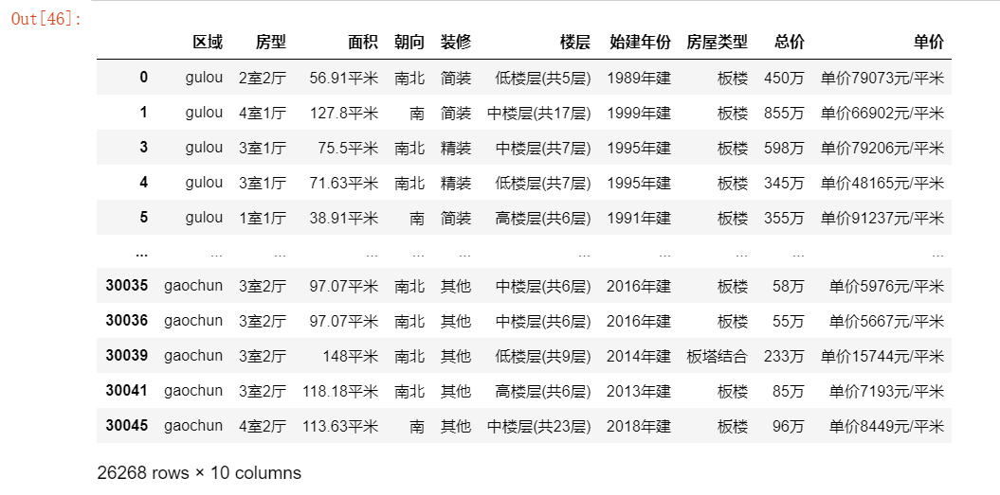 Out[46]:
区域 房型 面积 朝向 装修 楼层 始建年份 房屋类型 总价 单价
0 gulou 2室2厅 56.91平米 南北 简装 低楼层(共5层) 1989年建 板楼 450万 单价79073元/平米
1 gulou 4室1厅 127.8平米 南 简装 中楼层(共17层) 1999年建 板楼 855万 单价66902元/平米
3 gulou 3室1厅 75.5平米 南北 精装 中楼层(共7层) 1995年建 板楼 598万 单价79206元/平米
4 gulou 3室1厅 71.63平米 南北 精装 低楼层(共7层) 1995年建 板楼 345万 单价48165元/平米
5 gulou 1室1厅 38.91平米 南 简装 高楼层(共6层) 1991年建 板楼 355万 单价91237元/平米
... ... ... ... ... ... ... ... ... ... ...
30035 gaochun 3室2厅 97.07平米 南北 其他 中楼层(共6层) 2016年建 板楼 58万 单价5976元/平米
30036 gaochun 3室2厅 97.07平米 南北 其他 中楼层(共6层) 2016年建 板楼 55万 单价5667元/平米
30039 gaochun 3室2厅 148平米 南北 其他 低楼层(共9层) 2014年建 板塔结合 233万 单价15744元/平米
30041 gaochun 3室2厅 118.18平米 南北 其他 高楼层(共6层) 2013年建 板楼 85万 单价7193元/平米
30045 gaochun 4室2厅 113.63平米 南 其他 中楼层(共23层) 2018年建 板楼 96万 单价8449元/平米
26268 rows × 10 columns